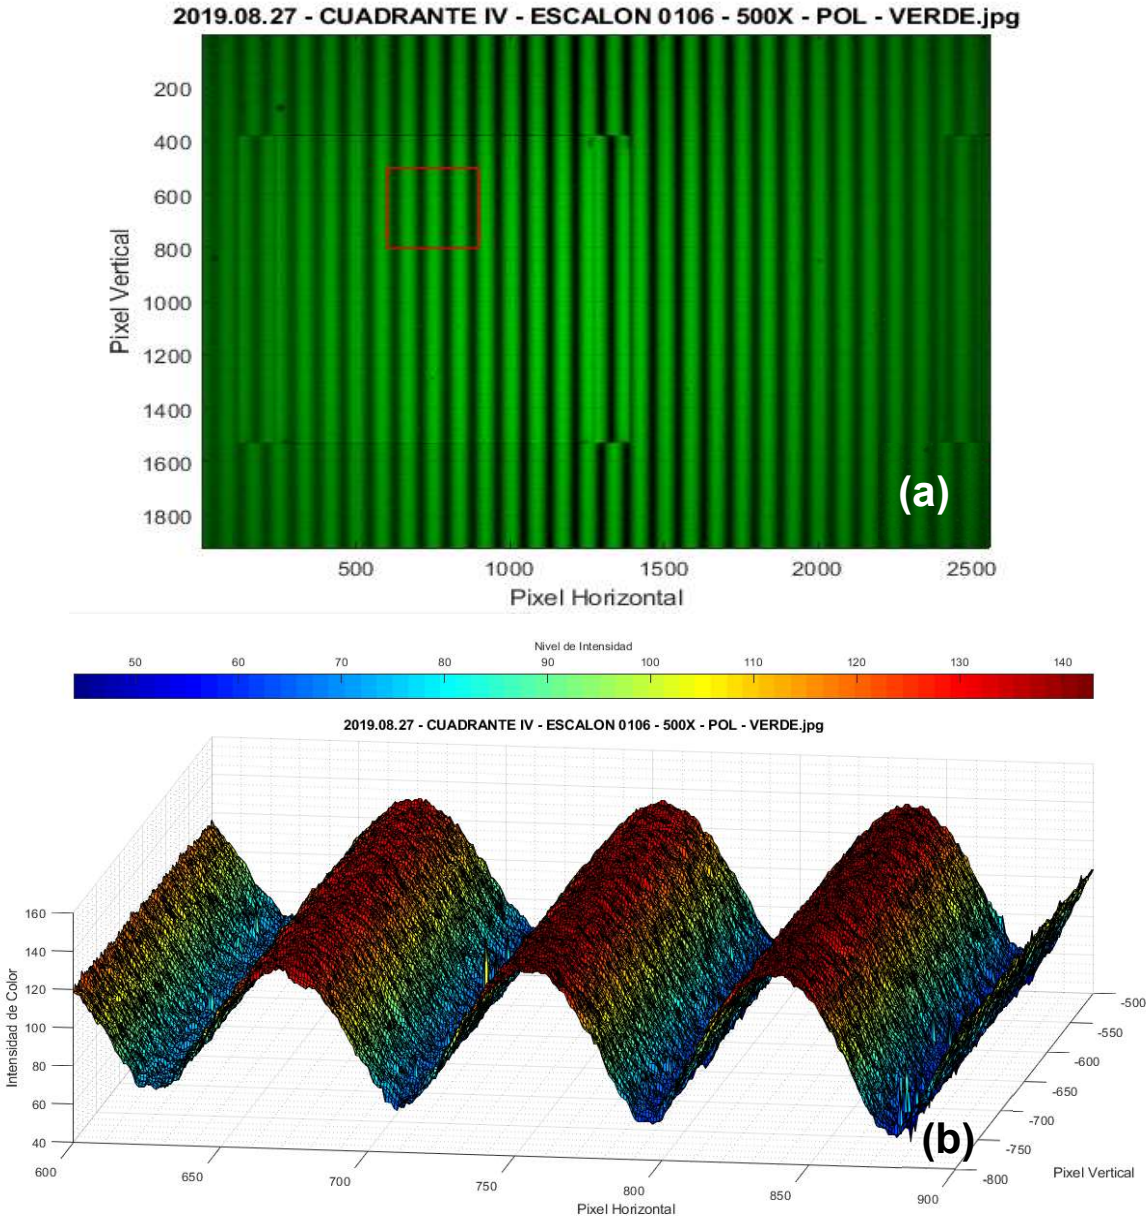 2019.08.27 - CUADRANTE IV - ESCALON 0106 - 500X - POL - VERDE.jpg
200
400
600
800
1000
1200
1400
1600
1800
Pixel Vertical
(a)
500 1000 1500 2000 2500
Pixel Horizontal
Nivel de Intensidad
50 60 70 80 90 100 110 120 130 140
2019.08.27 - CUADRANTE IV - ESCALON 0106 - 500X - POL - VERDE.jpg
160
140
120
100
80
60
40
Intensidad de Color
600 650 700 750 800 850 900
Pixel Horizontal
-500
-550
-600
-650
-700
-750
-800
Pixel Vertical
(b)